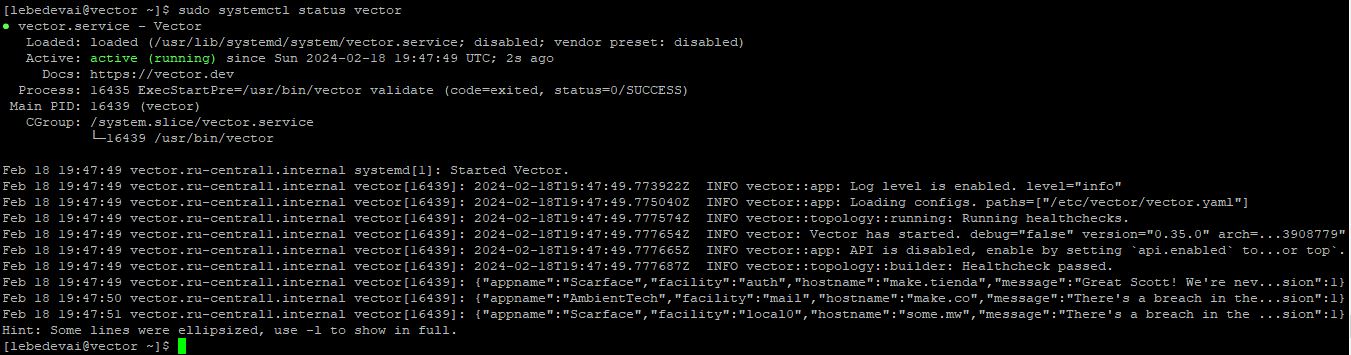 [lebedevai@vector ~]$ sudo systemctl status vector
● vector.service - Vector
   Loaded: loaded (/usr/lib/systemd/system/vector.service; disabled; vendor preset: disabled)
   Active: active (running) since Sun 2024-02-18 19:47:49 UTC; 2s ago
     Docs: https://vector.dev
  Process: 16435 ExecStartPre=/usr/bin/vector validate (code=exited, status=0/SUCCESS)
 Main PID: 16439 (vector)
   CGroup: /system.slice/vector.service
           └─16439 /usr/bin/vector
Feb 18 19:47:49 vector.ru-central1.internal systemd[1]: Started Vector.
Feb 18 19:47:49 vector.ru-central1.internal vector[16439]: 2024-02-18T19:47:49.773922Z  INFO vector::app: Log level is enabled. level="info"
Feb 18 19:47:49 vector.ru-central1.internal vector[16439]: 2024-02-18T19:47:49.775040Z  INFO vector::app: Loading configs. paths=["/etc/vector/vector.yaml"]
Feb 18 19:47:49 vector.ru-central1.internal vector[16439]: 2024-02-18T19:47:49.777574Z  INFO vector::topology::running: Running healthchecks.
Feb 18 19:47:49 vector.ru-central1.internal vector[16439]: 2024-02-18T19:47:49.777654Z  INFO vector: Vector has started. debug="false" version="0.35.0" arch=...3908779"
Feb 18 19:47:49 vector.ru-central1.internal vector[16439]: 2024-02-18T19:47:49.777665Z  INFO vector::app: API is disabled, enable by setting `api.enabled` to...or top`.
Feb 18 19:47:49 vector.ru-central1.internal vector[16439]: 2024-02-18T19:47:49.777687Z  INFO vector::topology::builder: Healthcheck passed.
Feb 18 19:47:49 vector.ru-central1.internal vector[16439]: {"appname":"Scarface","facility":"auth","hostname":"make.tienda","message":"Great Scott! We're nev...sion":1}
Feb 18 19:47:50 vector.ru-central1.internal vector[16439]: {"appname":"AmbientTech","facility":"mail","hostname":"make.co","message":"There's a breach in the...sion":1}
Feb 18 19:47:51 vector.ru-central1.internal vector[16439]: {"appname":"Scarface","facility":"local0","hostname":"some.mw","message":"There's a breach in the ...sion":1}
Hint: Some lines were ellipsized, use -l to show in full.
[lebedevai@vector ~]$